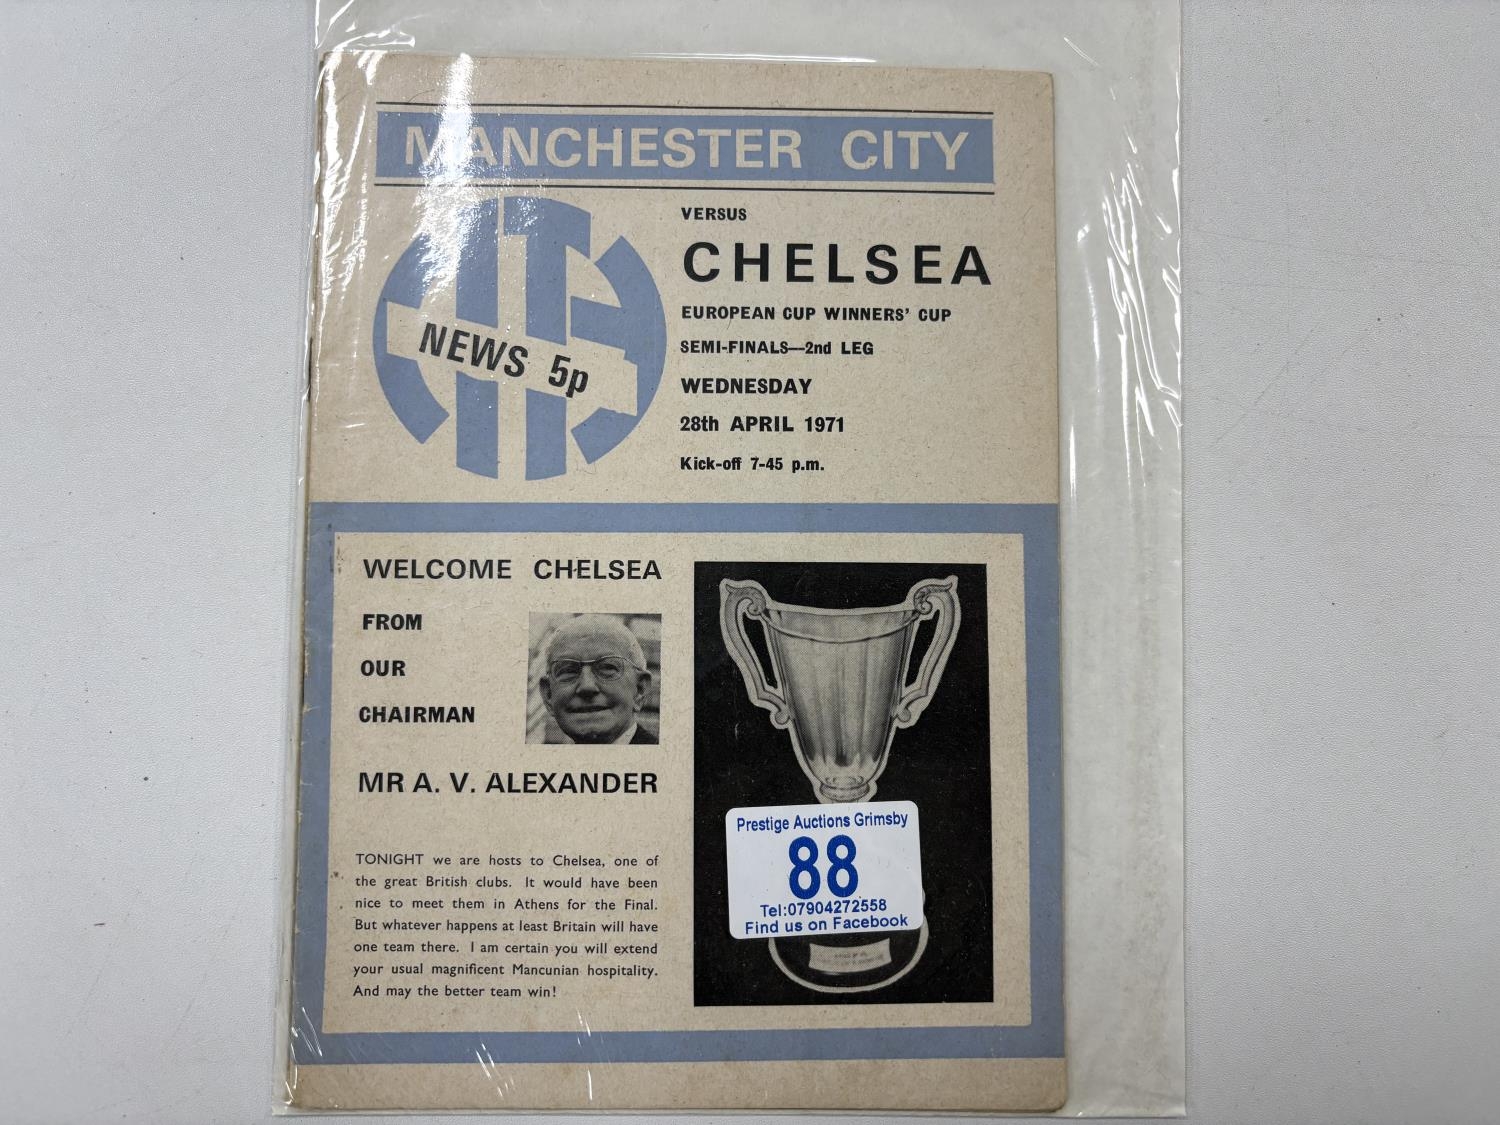 MANCHESTER CITY
VERSUS
CHELSEA
EUROPEAN CUP WINNERS' CUP
SEMI-FINALS—2nd LEG
WEDNESDAY
28th APRIL 1971
Kick-off 7-45 p.m.
NEWS 5p
WELCOME CHELSEA
FROM
OUR
CHAIRMAN
MR A. V. ALEXANDER
TONIGHT we are hosts to Chelsea, one of
the great British clubs. It would have been
nice to meet them in Athens for the Final.
But whatever happens at least Britain will have
one team there. I am certain you will extend
your usual magnificent Mancunian hospitality.
And may the better team win!
Prestige Auctions Grimsby
88
Tel:07904272558
Find us on Facebook